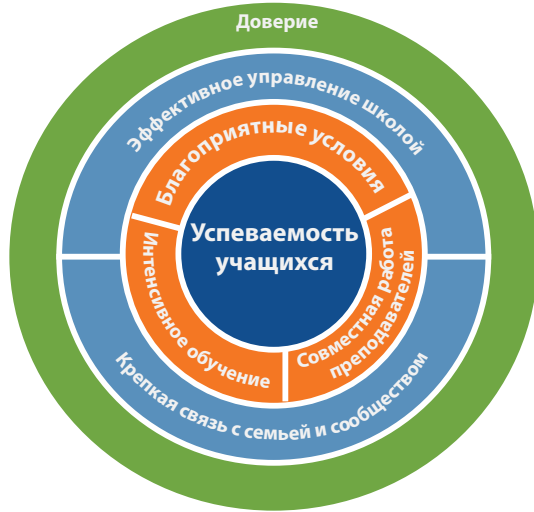 Доверие
Эффективное управление школой
Благоприятные условия
Успеваемость
учащихся
Интенсивное обучение
Совместная работа
преподавателей
Крепкая связь с семьей и сообществом